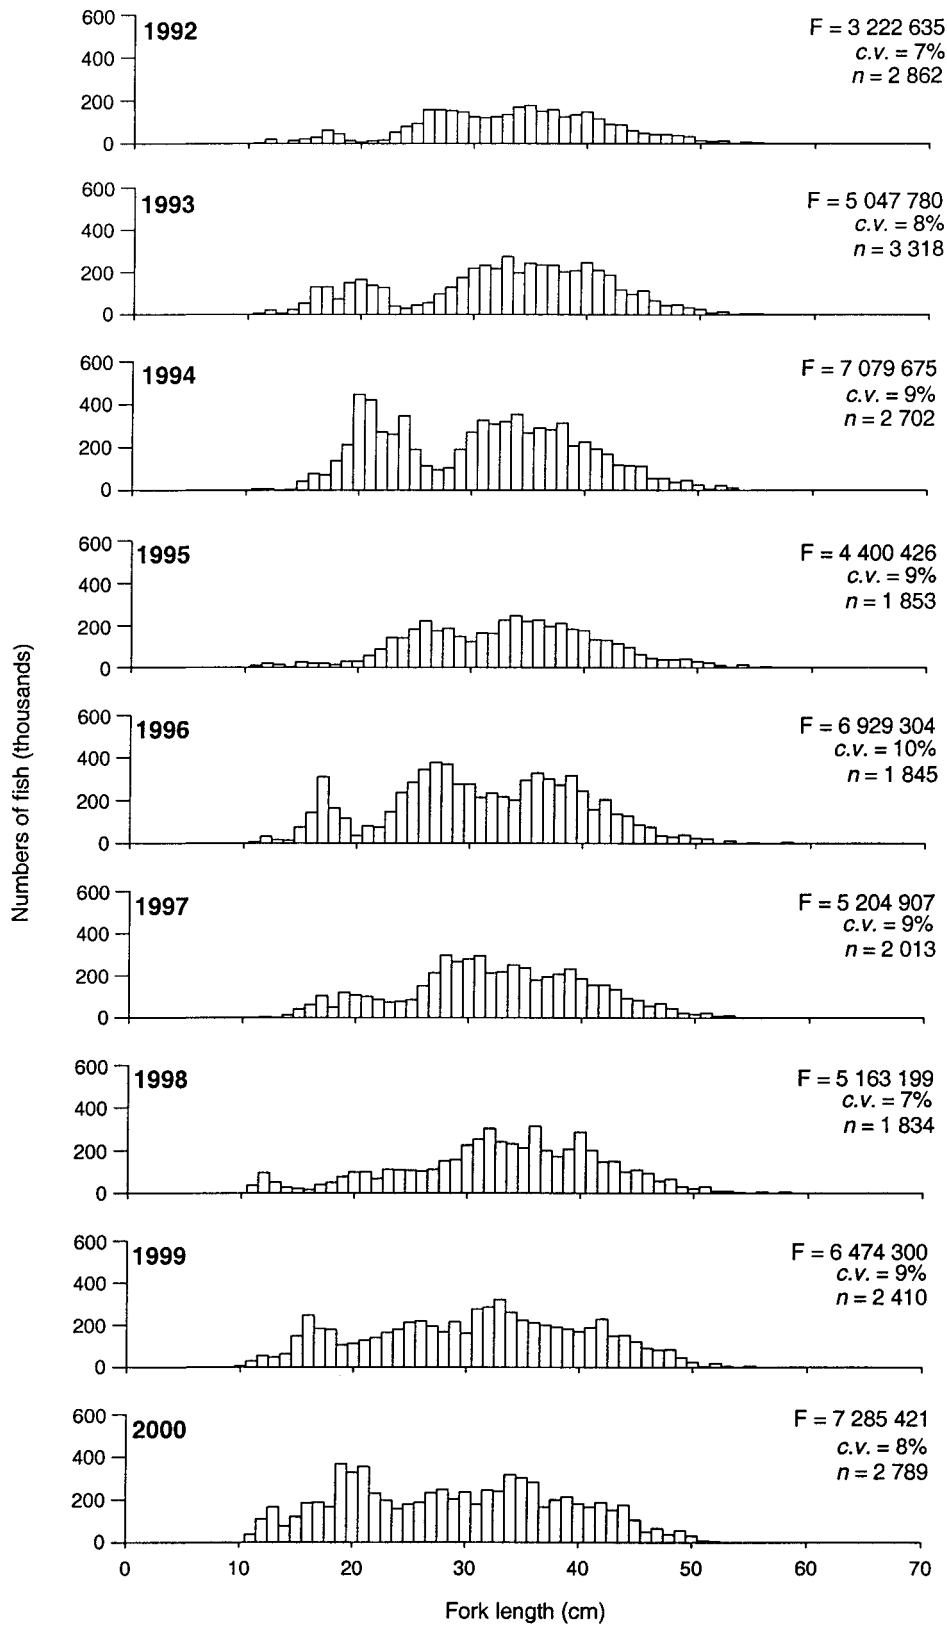 600
400
200
0
1992
F = 3 222 635
c.v. = 7%
n = 2 862
600
400
200
0
1993
F = 5 047 780
c.v. = 8%
n = 3 318
600
400
200
0
1994
F = 7 079 675
c.v. = 9%
n = 2 702
600
400
200
0
1995
F = 4 400 426
c.v. = 9%
n = 1 853
600
400
200
0
1996
F = 6 929 304
c.v. = 10%
n = 1 845
600
400
200
0
1997
F = 5 204 907
c.v. = 9%
n = 2 013
600
400
200
0
1998
F = 5 163 199
c.v. = 7%
n = 1 834
600
400
200
0
1999
F = 6 474 300
c.v. = 9%
n = 2 410
600
400
200
0
2000
F = 7 285 421
c.v. = 8%
n = 2 789
0 10 20 30 40 50 60 70
Fork length (cm)
Numbers of fish (thousands)